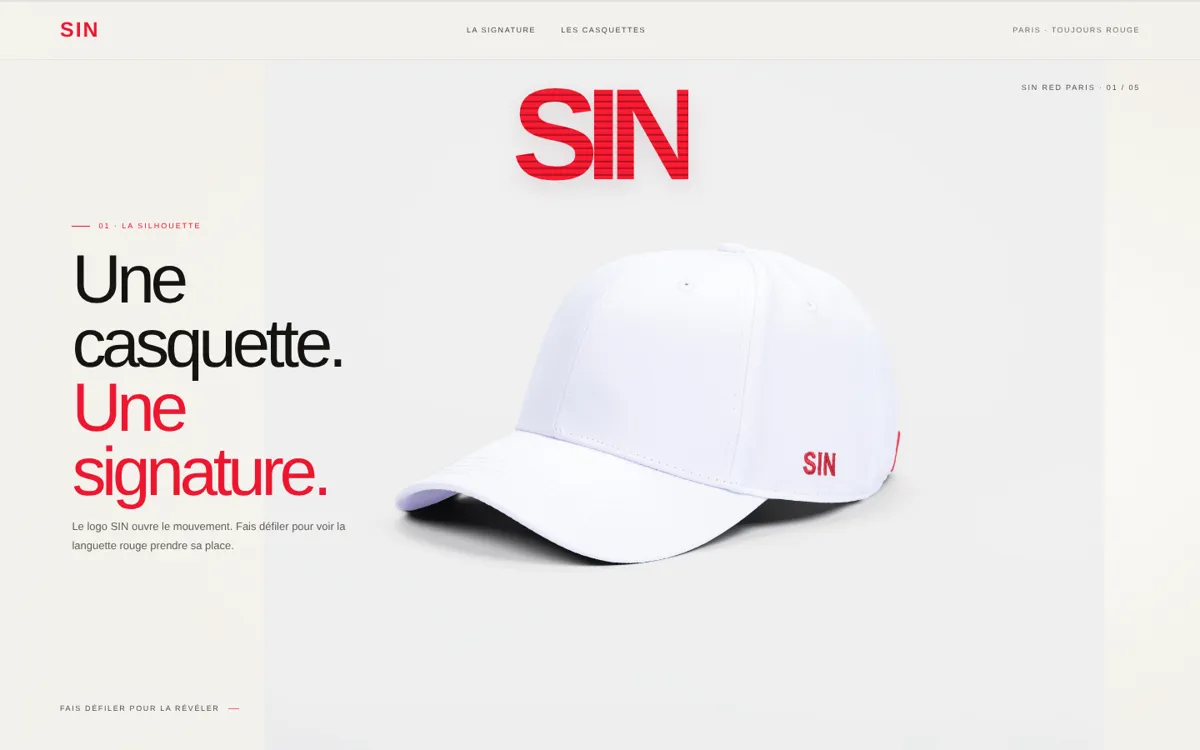 SIN
LA SIGNATURE
LES CASQUETTES
PARIS · TOUJOURS ROUGE
SIN RED PARIS · 01 / 05
SIN
01 · LA SILHOUETTE
Une
casquette.
Une
signature.
Le logo SIN ouvre le mouvement. Fais défiler pour voir la
languette rouge prendre sa place.
SIN
FAIS DÉFILER POUR LA RÉVÉLER